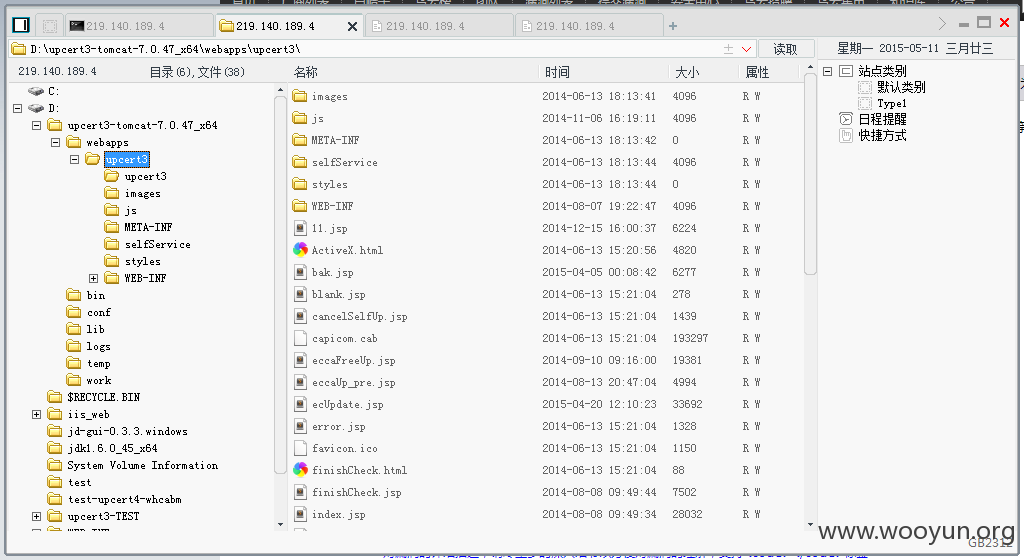 219.140.189.4
219.140.189.4
219.140.189.4
219.140.189.4
D:\upcert3-tomcat-7.0.47_x64\webapps\upcert3\
读取
星期一 2015-05-11 三月廿三
219.140.189.4
目录(6),文件(38)
名称 时间 大小 属性
C:
D:
upcert3-tomcat-7.0.47_x64
webapps
upcert3
upcert3
images
js
META-INF
selfService
styles
WEB-INF
bin
conf
lib
logs
temp
work
$RECYCLE.BIN
iis_web
jd-gui-0.3.3.windows
jdk1.6.0_45_x64
System Volume Information
test
test-upcert4-whcabm
upcert3-TEST
images 2014-06-13 18:13:41 4096 R W
js 2014-11-06 16:19:11 4096 R W
META-INF 2014-06-13 18:13:42 0 R W
selfService 2014-06-13 18:13:44 4096 R W
styles 2014-06-13 18:13:44 0 R W
WEB-INF 2014-08-07 19:22:47 4096 R W
11.jsp 2014-12-15 16:00:37 6224 R W
ActiveX.html 2014-06-13 15:20:56 4820 R W
bak.jsp 2015-04-05 00:08:42 6277 R W
blank.jsp 2014-06-13 15:21:04 278 R W
cancelSelfUp.jsp 2014-06-13 15:21:04 1439 R W
capicom.cab 2014-06-13 15:21:04 193297 R W
eccaFreeUp.jsp 2014-09-10 09:16:00 19381 R W
eccaUp_pre.jsp 2014-08-13 20:47:04 4994 R W
ecUpdate.jsp 2015-04-20 12:10:23 33692 R W
error.jsp 2014-06-13 15:21:04 1328 R W
favicon.ico 2014-06-13 15:21:04 1150 R W
finishCheck.html 2014-06-13 15:21:04 88 R W
finishCheck.jsp 2014-08-08 09:49:44 7502 R W
index.jsp 2014-08-08 09:49:34 28032 R W
站点类别
默认类别
Type1
日程提醒
快捷方式
www.wooyun.org
GB2312